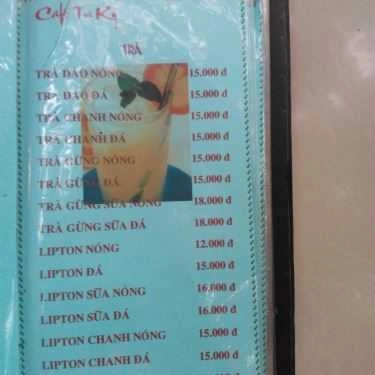 Café Tri Kỷ
TRÀ
TRÀ ĐÀO NÓNG 15.000 đ
TRÀ ĐÀO ĐÁ 15.000 đ
TRÀ CHANH NÓNG 15.000 đ
TRÀ CHANH ĐÁ 15.000 đ
TRÀ GỪNG NÓNG 15.000 đ
TRÀ GỪNG ĐÁ 15.000 đ
TRÀ GỪNG SỮA NÓNG 18.000 đ
TRÀ GỪNG SỮA ĐÁ 18.000 đ
LIPTON NÓNG 12.000 đ
LIPTON ĐÁ 15.000 đ
LIPTON SỮA NÓNG 16.000 đ
LIPTON SỮA ĐÁ 16.000 đ
LIPTON CHANH NÓNG 15.000 đ
LIPTON CHANH ĐÁ 15.000 đ